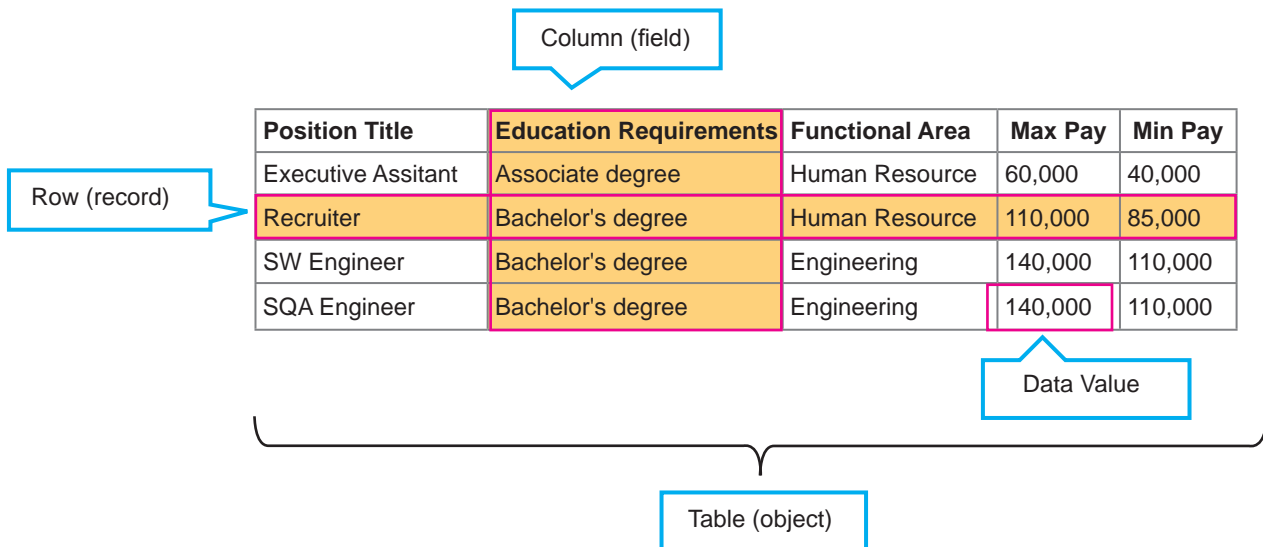 Column (field)
Position Title Education Requirements Functional Area Max Pay Min Pay
Executive Assitant Associate degree Human Resource 60,000 40,000
Row (record)
Recruiter Bachelor's degree Human Resource 110,000 85,000
SW Engineer Bachelor's degree Engineering 140,000 110,000
SQA Engineer Bachelor's degree Engineering 140,000 110,000
Data Value
Table (object)